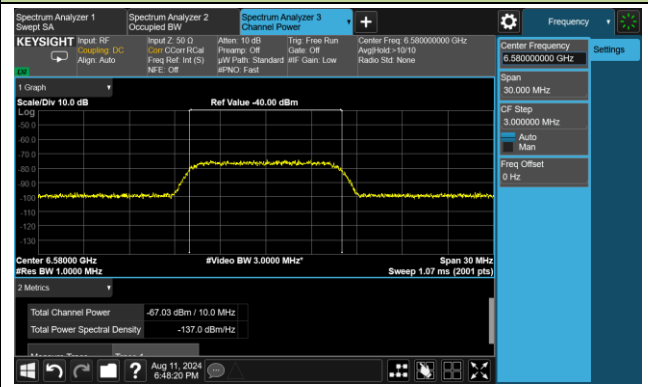 Spectrum Analyzer 1
Swept SA
Spectrum Analyzer 2
Occupied BW
Spectrum Analyzer 3
Channel Power
Frequency
KEYSIGHT
Input: RF
Coupling: DC
Align: Auto
Input Z: 50 Ω
Corr CCorr RCal
Freq Ref: Int (S)
NFE: Off
Atten: 10 dB
Preamp: Off
µW Path: Standard
#PNO: Fast
Trig: Free Run
Gate: Off
#IF Gain: Low
Center Freq: 6.580000000 GHz
Avg|Hold:>10/10
Radio Std: None
LXI
1 Graph
Scale/Div 10.0 dB
Ref Value -40.00 dBm
Log
-50.0
-60.0
-70.0
-80.0
-90.0
-100
-110
-120
-130
Center 6.58000 GHz
#Res BW 1.0000 MHz
#Video BW 3.0000 MHz*
Span 30 MHz
Sweep 1.07 ms (2001 pts)
2 Metrics
Total Channel Power
-67.03 dBm / 10.0 MHz
Total Power Spectral Density
-137.0 dBm/Hz
Measure Trace
Trace 1
Aug 11, 2024
6:48:20 PM
Center Frequency
6.580000000 GHz
Span
30.000 MHz
CF Step
3.000000 MHz
Auto
Man
Freq Offset
0 Hz
Settings